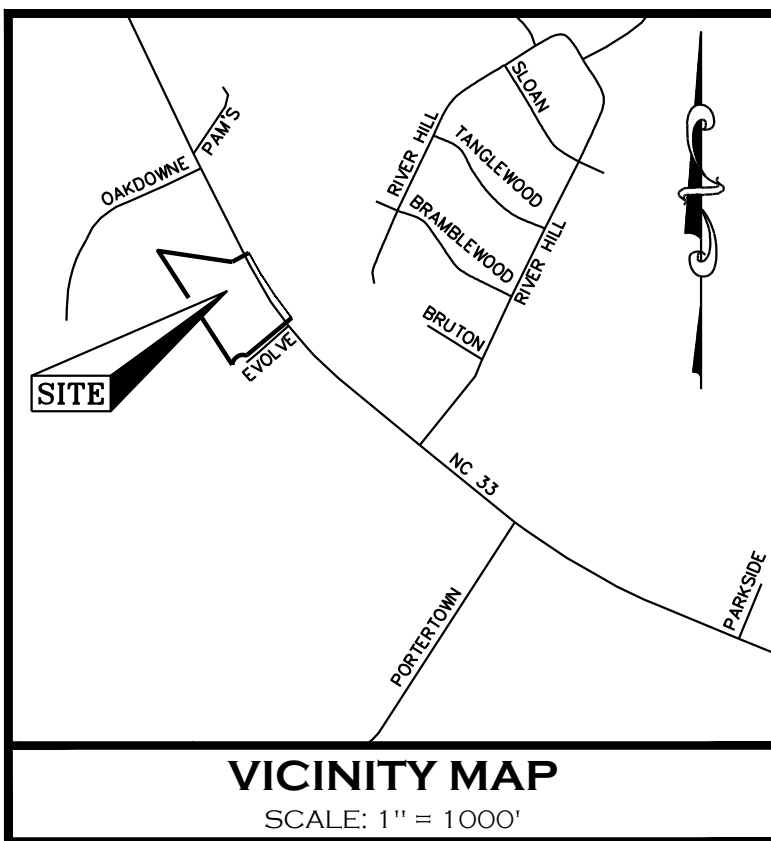 SLOAN
PAM'S
TANGLEWOOD
RIVER HILL
OAKDOWNE
BRAMBLEWOOD
RIVER HILL
BRUTON
EVOLVE
SITE
NC 33
PORTERTOWN
PARKSIDE
VICINITY MAP
SCALE: 1" = 1000'